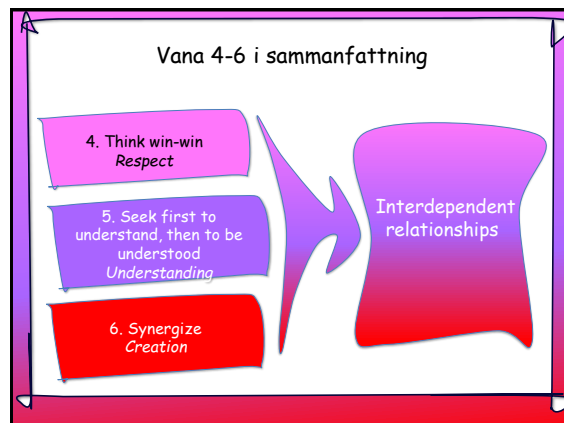 Vana 4-6 i sammanfattning
4. Think win-win
Respect
5. Seek first to
understand, then to be
understood
Understanding
6. Synergize
Creation
Interdependent
relationships